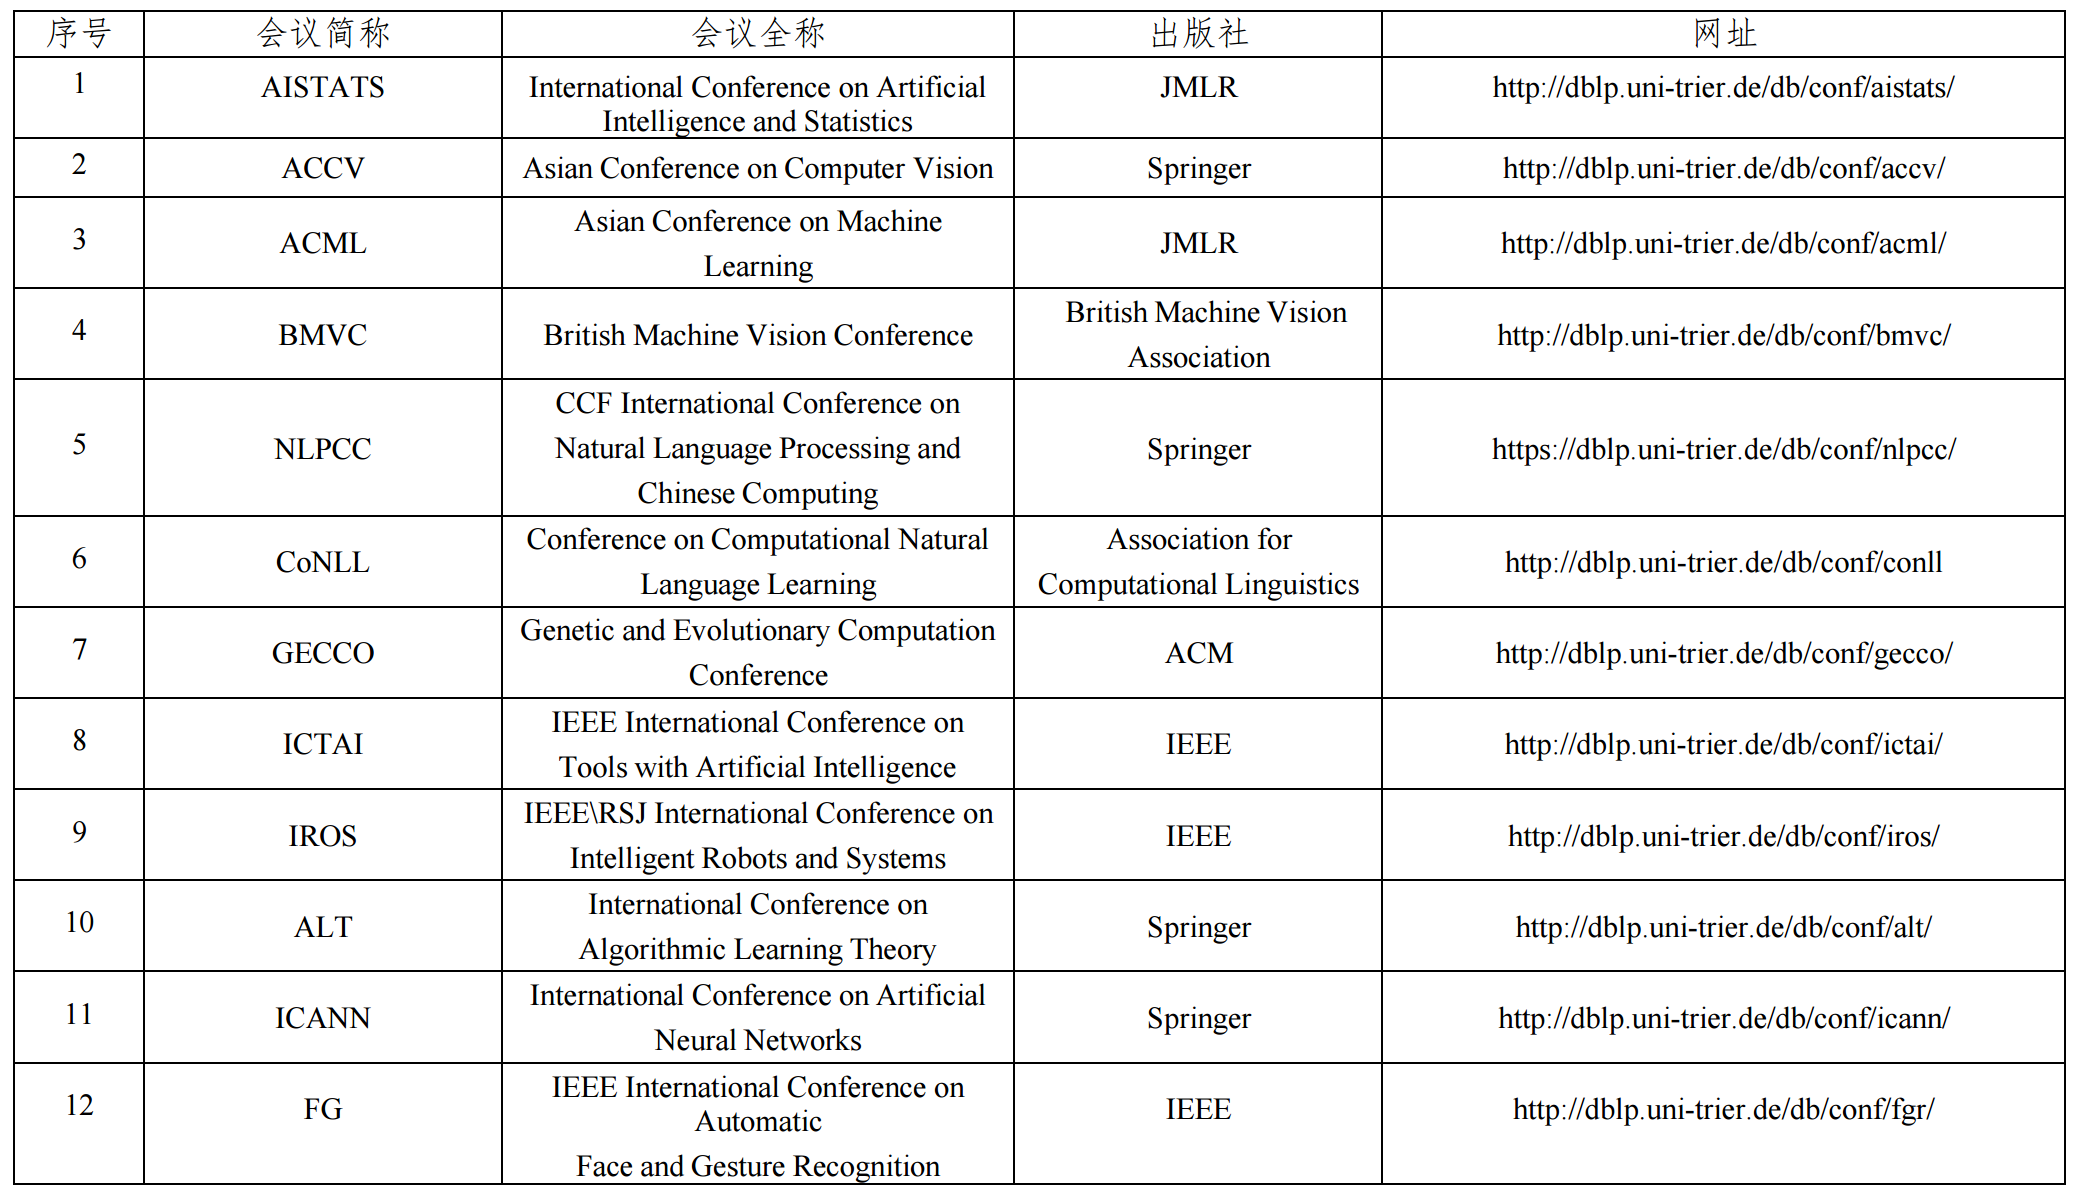 序号 会议简称 会议全称 出版社 网址
1 AISTATS International Conference on Artificial JMLR http://dblp.uni-trier.de/db/conf/aistats/
Intelligence and Statistics
2 ACCV Asian Conference on Computer Vision Springer http://dblp.uni-trier.de/db/conf/accv/
Asian Conference on Machine
3 ACML JMLR http://dblp.uni-trier.de/db/conf/acml/
Learning
British Machine Vision
4 BMVC British Machine Vision Conference http://dblp.uni-trier.de/db/conf/bmvc/
Association
CCF International Conference on
5 NLPCC Natural Language Processing and Springer https://dblp.uni-trier.de/db/conf/nlpcc/
Chinese Computing
Conference on Computational Natural Association for
6 CoNLL http://dblp.uni-trier.de/db/conf/conll
Language Learning Computational Linguistics
Genetic and Evolutionary Computation
7 GECCO ACM http://dblp.uni-trier.de/db/conf/gecco/
Conference
IEEE International Conference on
8 ICTAI IEEE http://dblp.uni-trier.de/db/conf/ictai/
Tools with Artificial Intelligence
IEEE\RSJ International Conference on
9 IROS IEEE http://dblp.uni-trier.de/db/conf/iros/
Intelligent Robots and Systems
International Conference on
10 ALT Springer http://dblp.uni-trier.de/db/conf/alt/
Algorithmic Learning Theory
International Conference on Artificial
11 ICANN Springer http://dblp.uni-trier.de/db/conf/icann/
Neural Networks
IEEE International Conference on
12 FG Automatic IEEE http://dblp.uni-trier.de/db/conf/fgr/
Face and Gesture Recognition